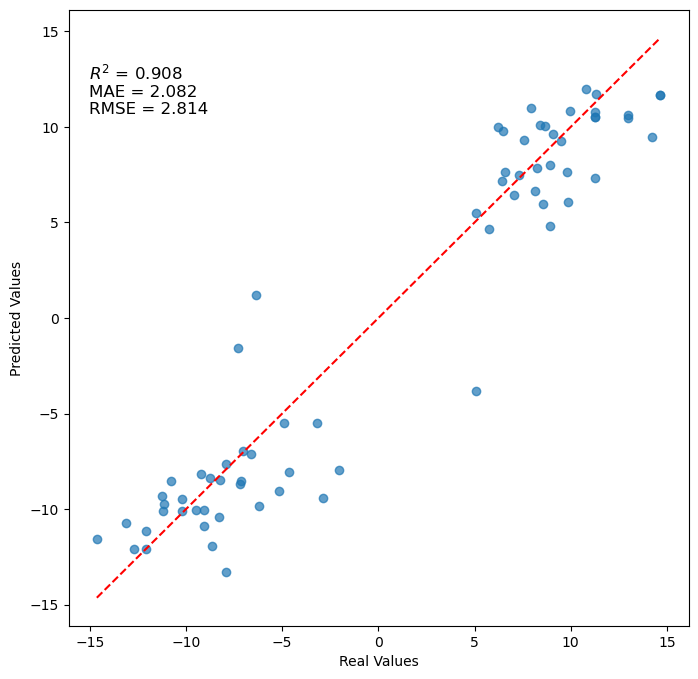 R² = 0.908
MAE = 2.082
RMSE = 2.814
Predicted Values
15
10
5
0
−5
−10
−15
−15
−10
−5
0
5
10
15
Real Values